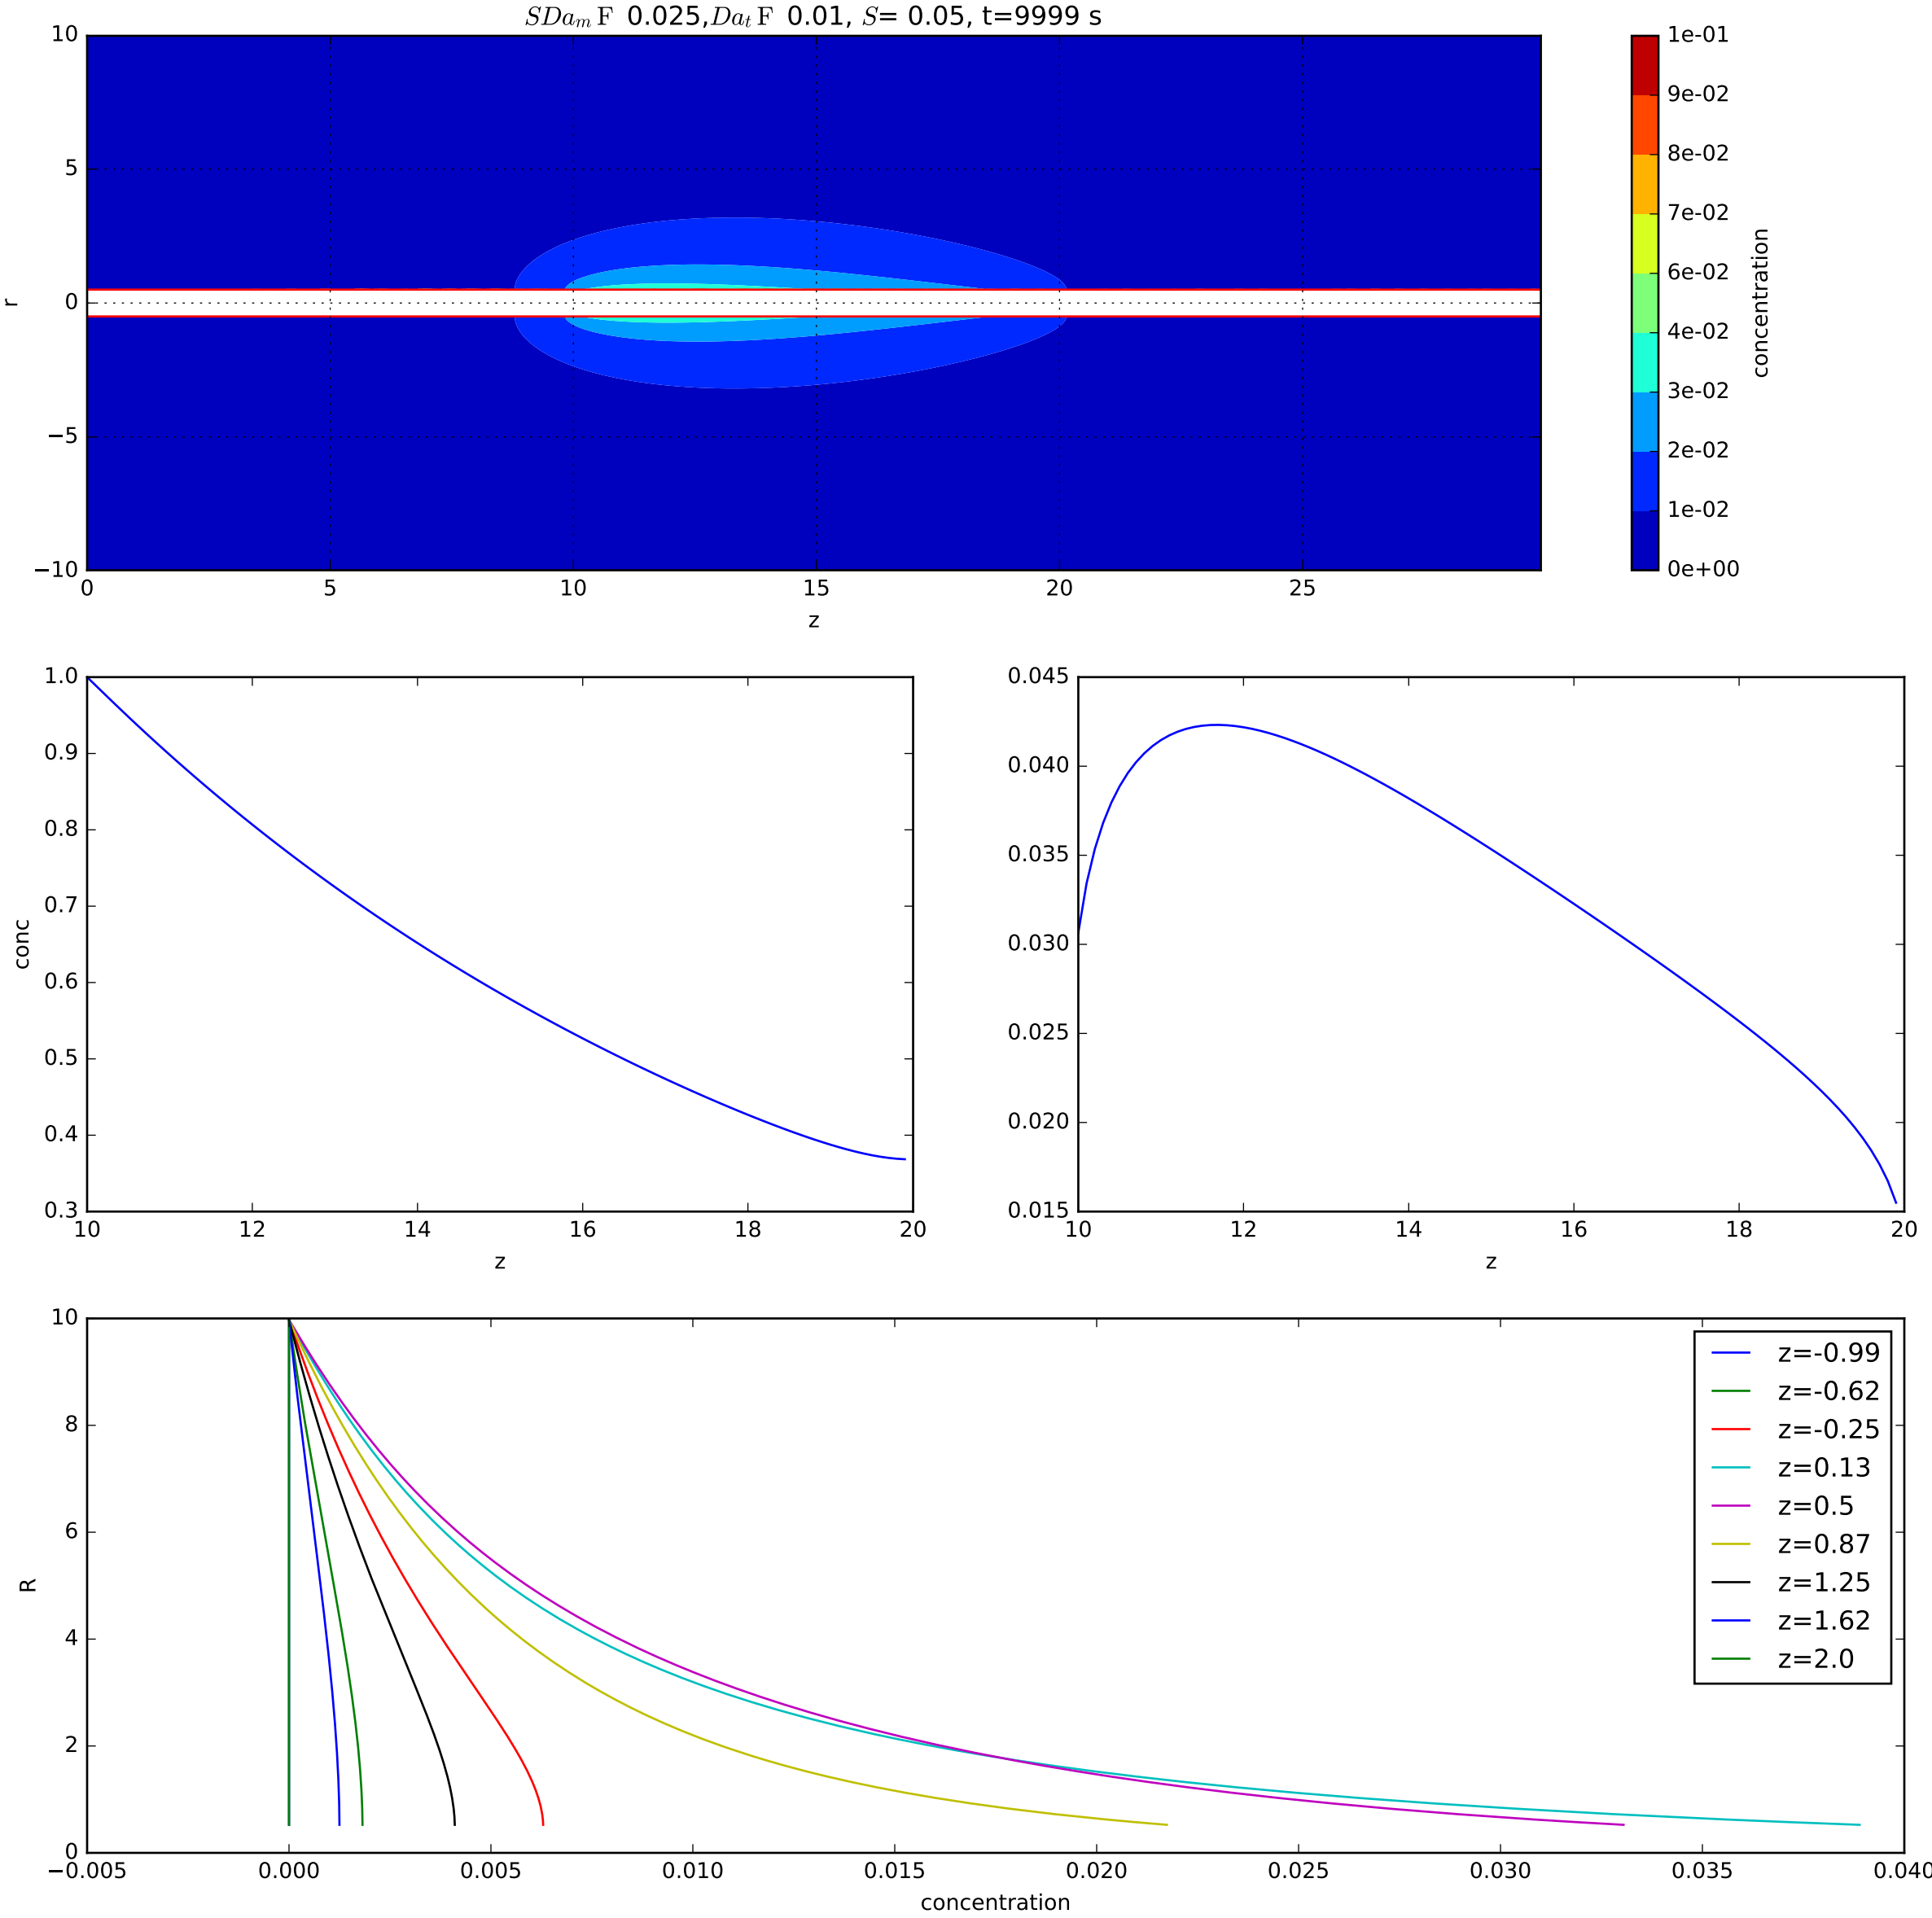 SDa_m F 0.025,Da_t F 0.01, S= 0.05, t=9999 s
10
5
0
−5
−10
r
0 5 10 15 20 25
z
1e-01
9e-02
8e-02
7e-02
6e-02
4e-02
3e-02
2e-02
1e-02
0e+00
concentration
1.0
0.9
0.8
0.7
0.6
0.5
0.4
0.3
conc
10 12 14 16 18 20
z
0.045
0.040
0.035
0.030
0.025
0.020
0.015
10 12 14 16 18 20
z
10
8
6
4
2
0
R
−0.005 0.000 0.005 0.010 0.015 0.020 0.025 0.030 0.035 0.040
concentration
z=-0.99
z=-0.62
z=-0.25
z=0.13
z=0.5
z=0.87
z=1.25
z=1.62
z=2.0